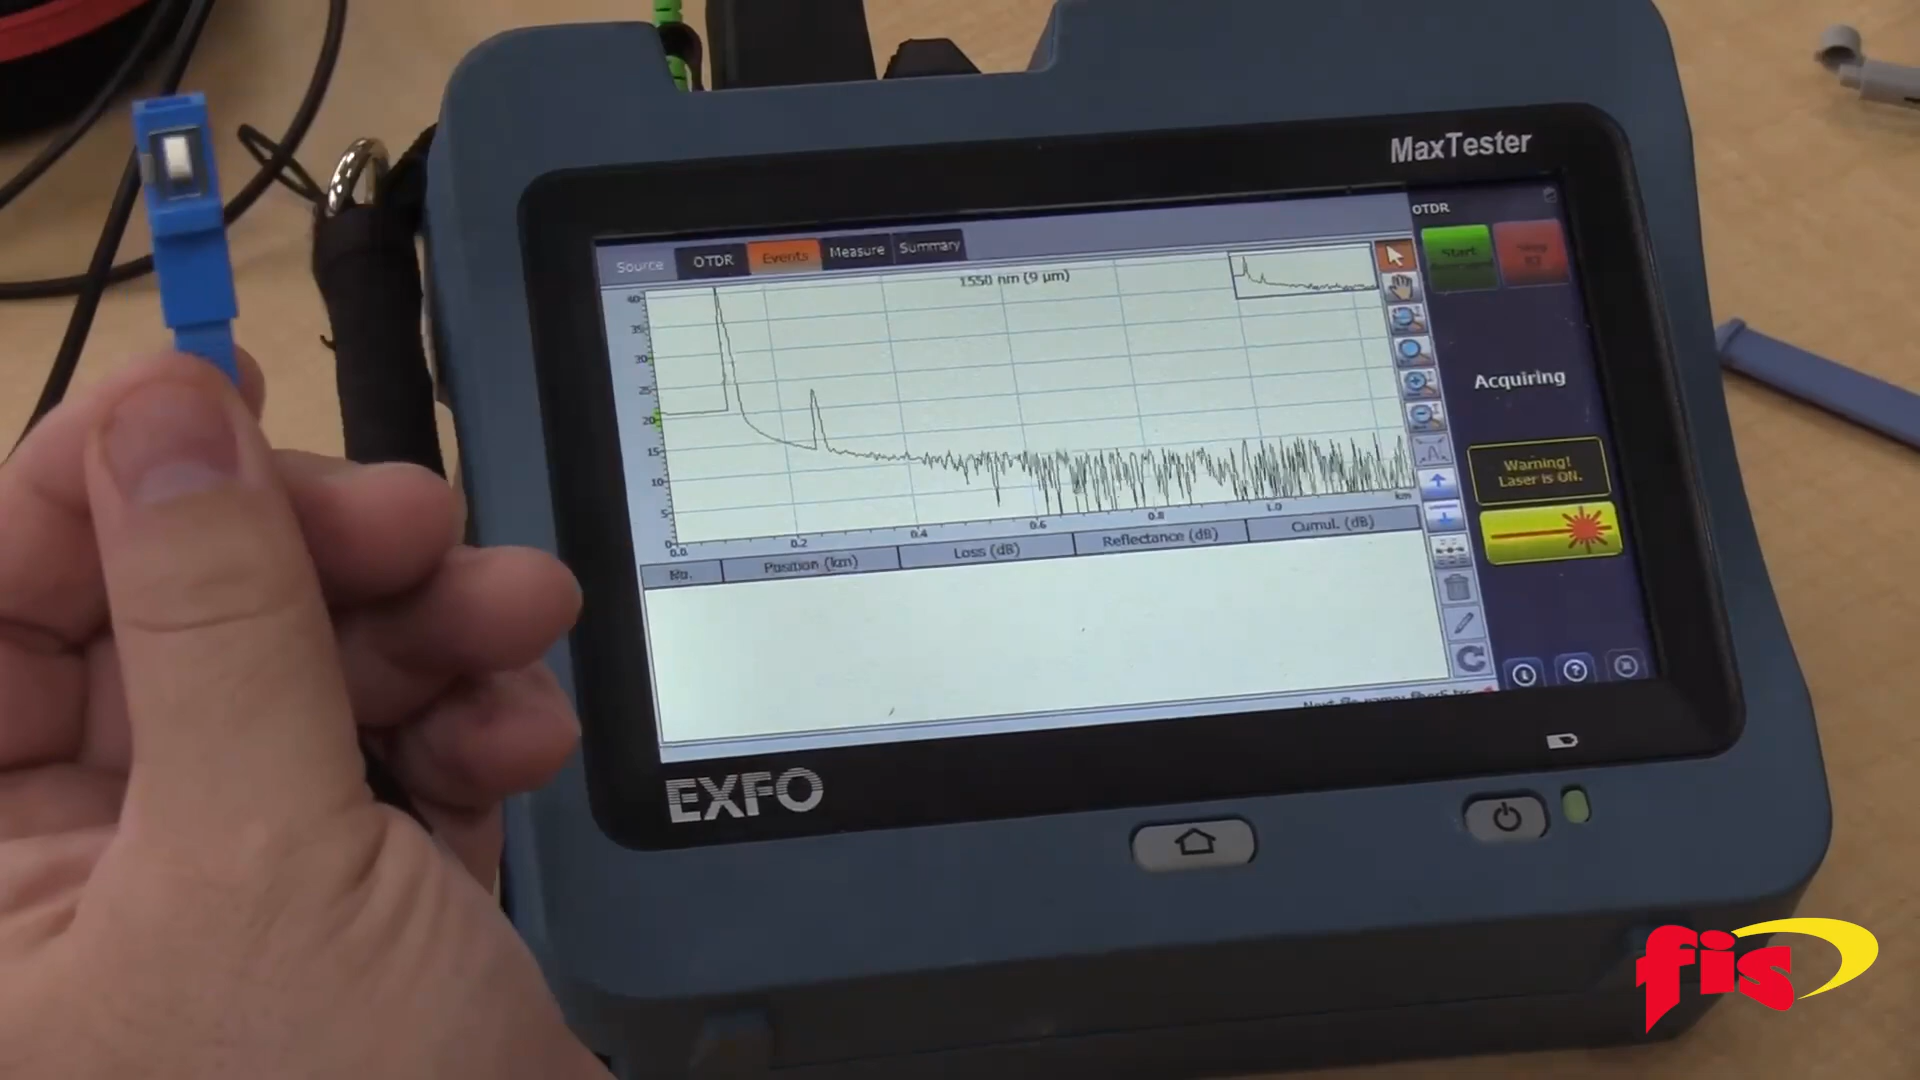 MaxTester
OTDR
Source OTDR Events Measure Summary
1550 nm (9 µm)
Start
Acquiring
Warning!
Laser is ON.
35
30
25
20
15
10
5
0
km
0.0 0.2 0.4 0.6 0.8 1.0
No. Position (km) Loss (dB) Reflectance (dB) Cumul. (dB)
EXFO
fis